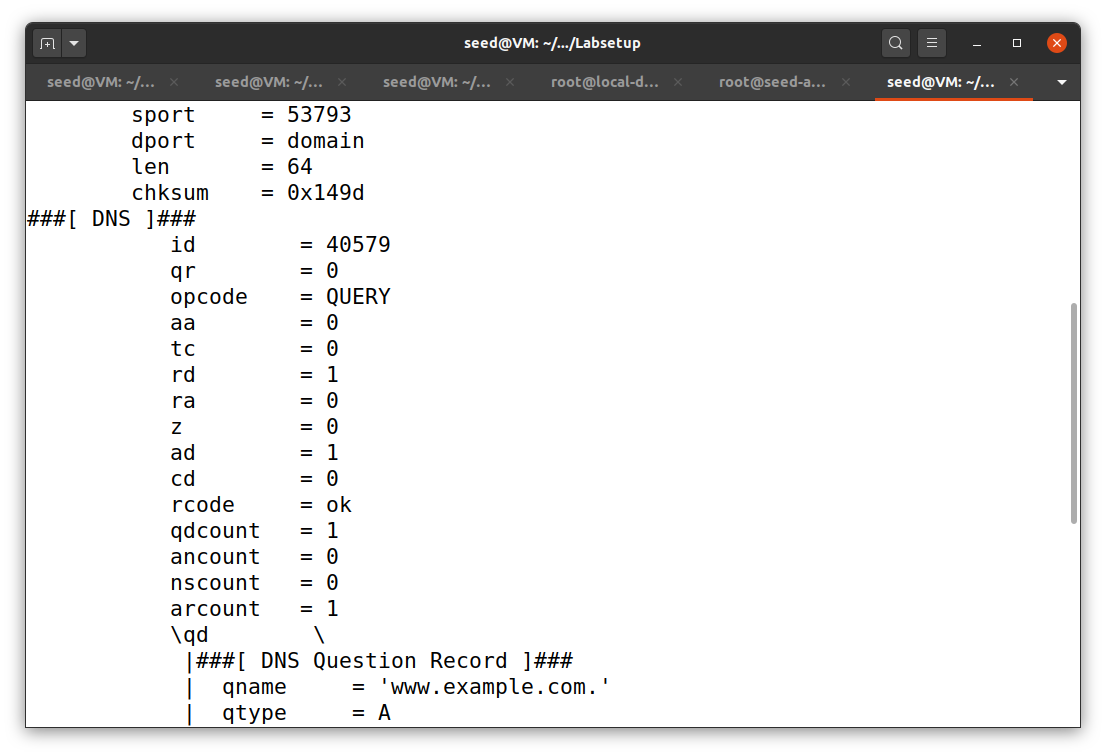 seed@VM: ~/.../Labsetup
seed@VM: ~/... seed@VM: ~/... seed@VM: ~/... root@local-d... root@seed-a... seed@VM: ~/...
          sport     = 53793
          dport     = domain
          len       = 64
          chksum    = 0x149d
###[ DNS ]###
           id        = 40579
           qr        = 0
           opcode    = QUERY
           aa        = 0
           tc        = 0
           rd        = 1
           ra        = 0
           z         = 0
           ad        = 1
           cd        = 0
           rcode     = ok
           qdcount   = 1
           ancount   = 0
           nscount   = 0
           arcount   = 1
           \qd        \
            |###[ DNS Question Record ]###
            |  qname     = 'www.example.com.'
            |  qtype     = A